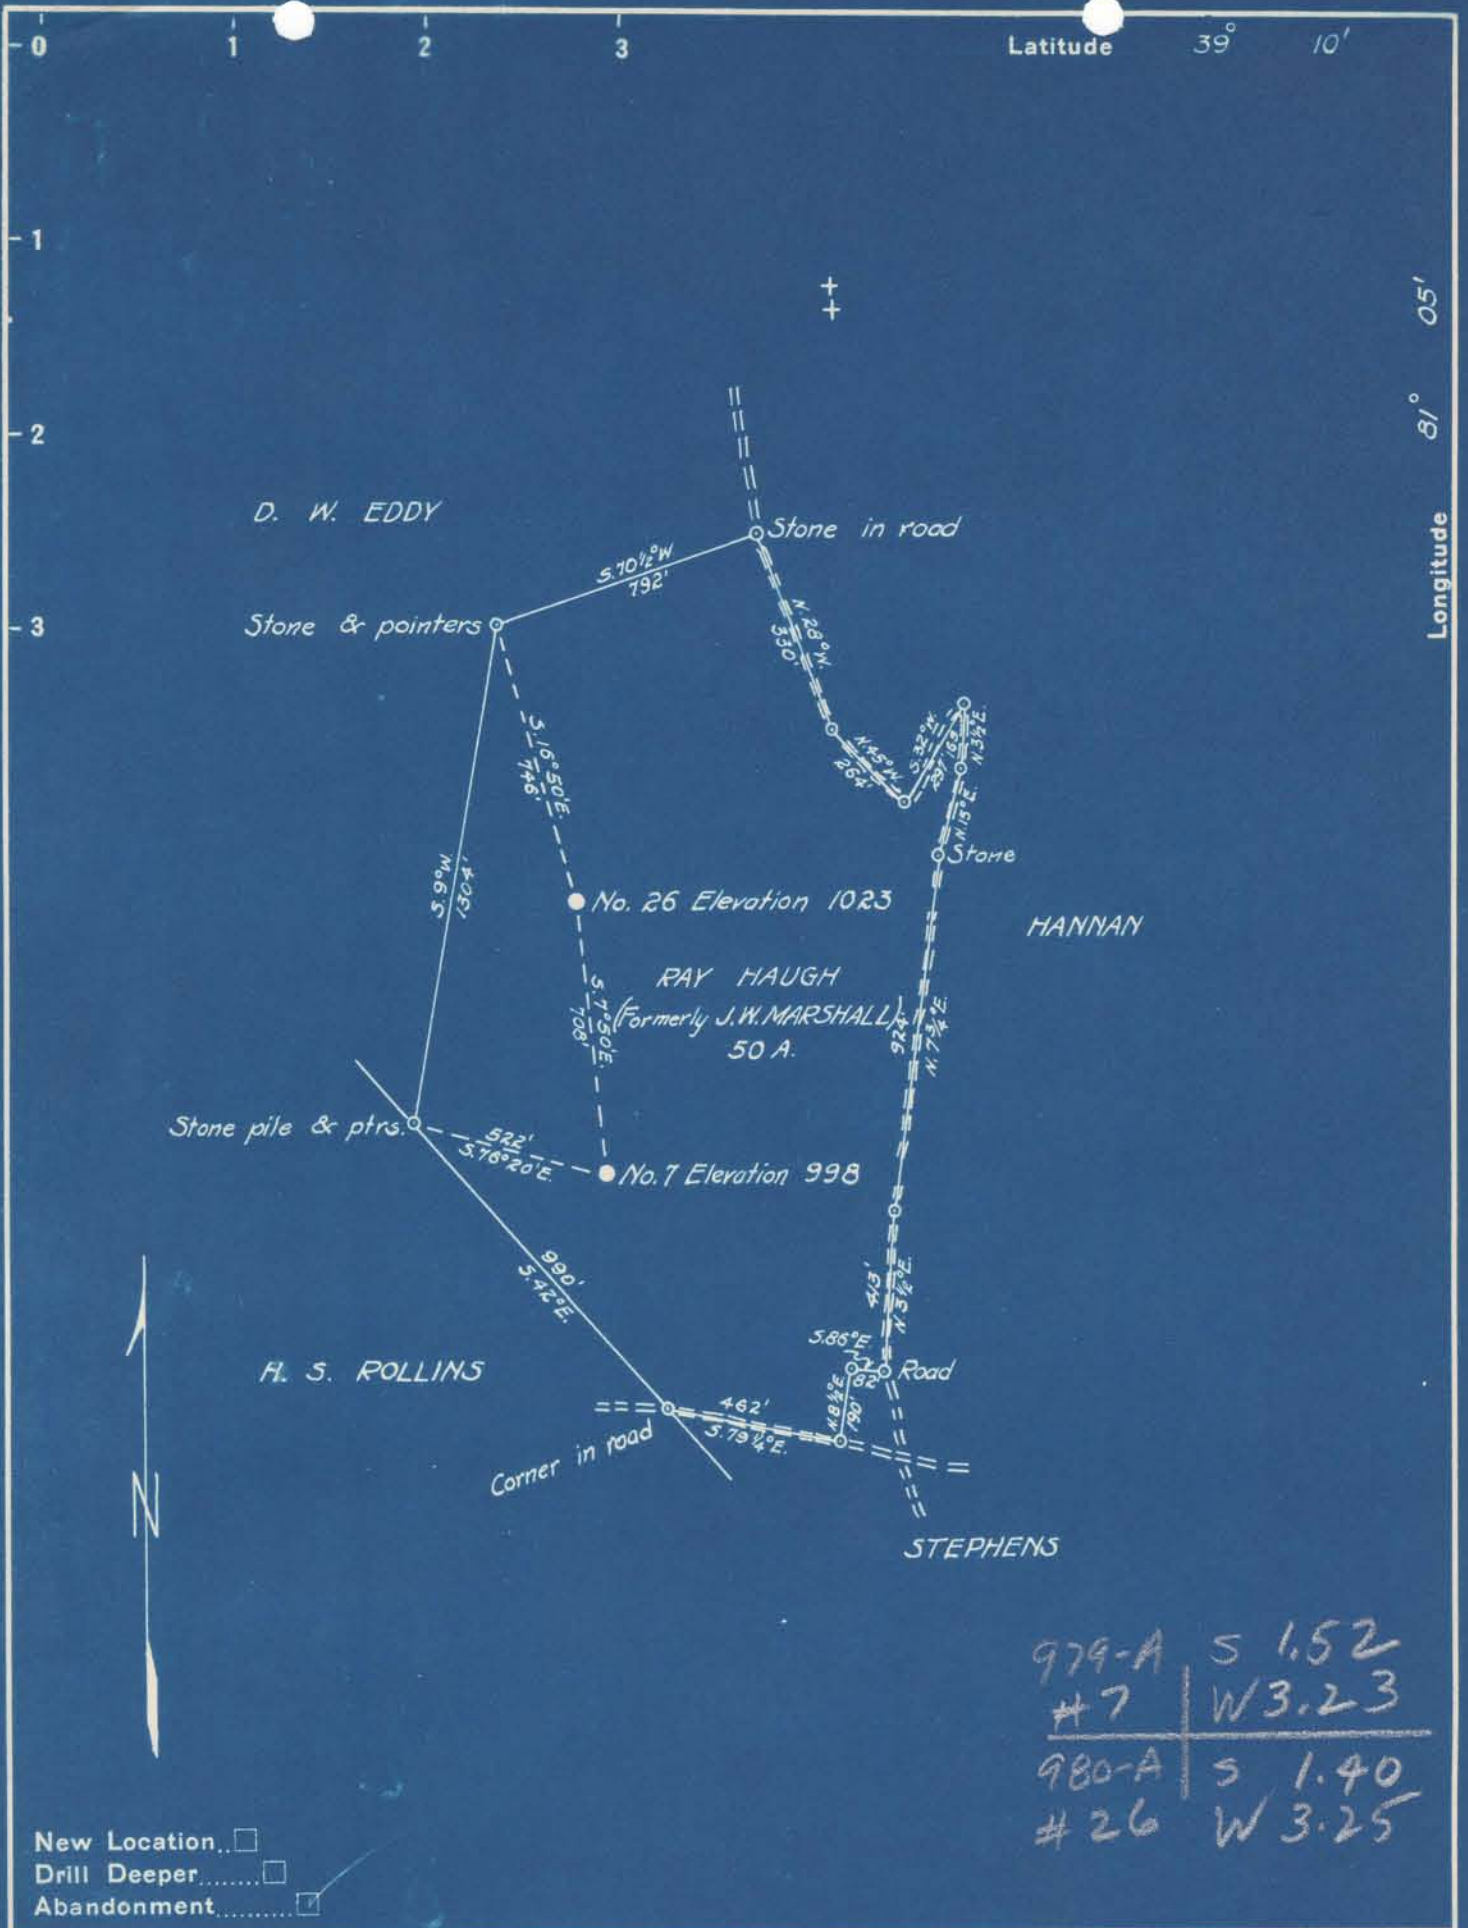 0 1 2 3 Latitude 39° 10'
1
2
3
Longitude 81° 05'
D. W. EDDY
Stone in road
S.70½°W
792'
Stone & pointers
N.28°W.
330'
N.45°W.
264'
S.32°W.
297'
165'
N.3½°E.
N.15°E.
Stone
S.16°50'E.
746'
S.9°W.
1304'
No. 26 Elevation 1023
HANNAN
RAY HAUGH
(Formerly J.W. MARSHALL)
50 A.
S.7°50'E.
708'
924'
N.7¾°E.
Stone pile & ptrs.
522'
S.76°20'E.
No. 7 Elevation 998
990'
S.42°E.
413'
N.3½°E.
S.86°E.
82'
Road
H. S. ROLLINS
N.8½°E.
190'
462'
S.79¼°E.
Corner in road
N
STEPHENS
979-A S 1.52
#7 W 3.23
980-A S 1.40
#26 W 3.25
New Location..
Drill Deeper........
Abandonment..........